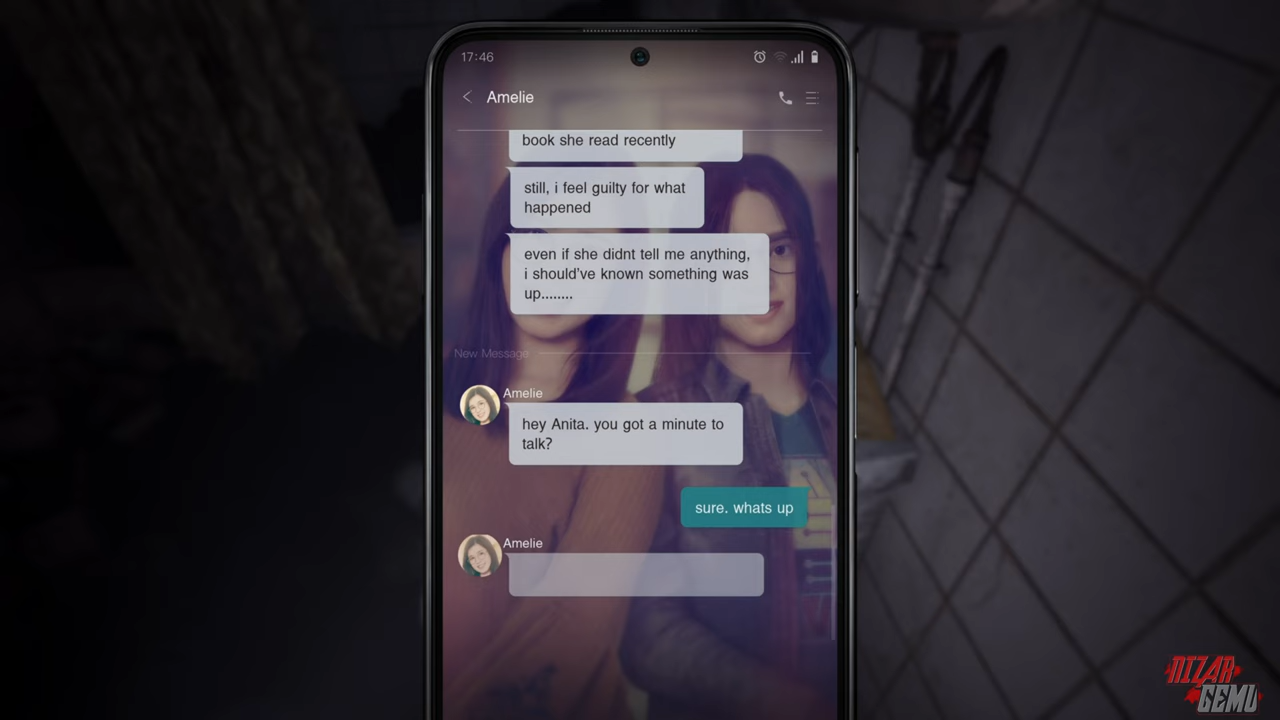 17:46
Amelie
book she read recently
still, i feel guilty for what
happened
even if she didnt tell me anything,
i should've known something was
up........
New Message
Amelie
hey Anita. you got a minute to
talk?
sure. whats up
Amelie
NIZAR
GEMU